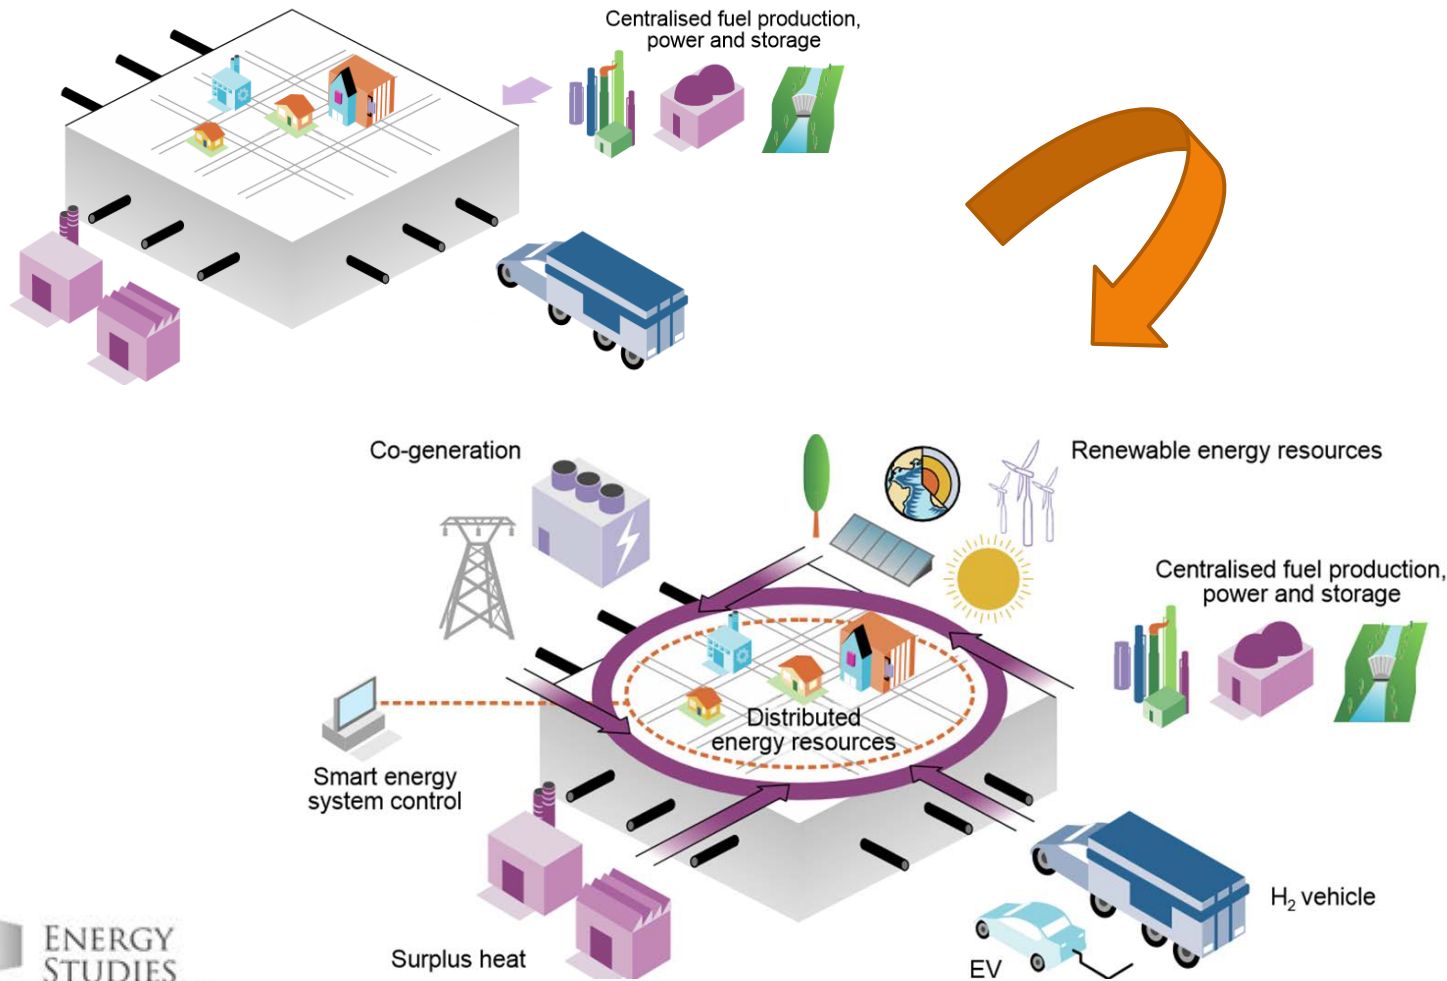 Centralised fuel production,
power and storage
Co-generation
Renewable energy resources
Centralised fuel production,
power and storage
Distributed
energy resources
Smart energy
system control
Surplus heat
H₂ vehicle
EV
ENERGY
STUDIES